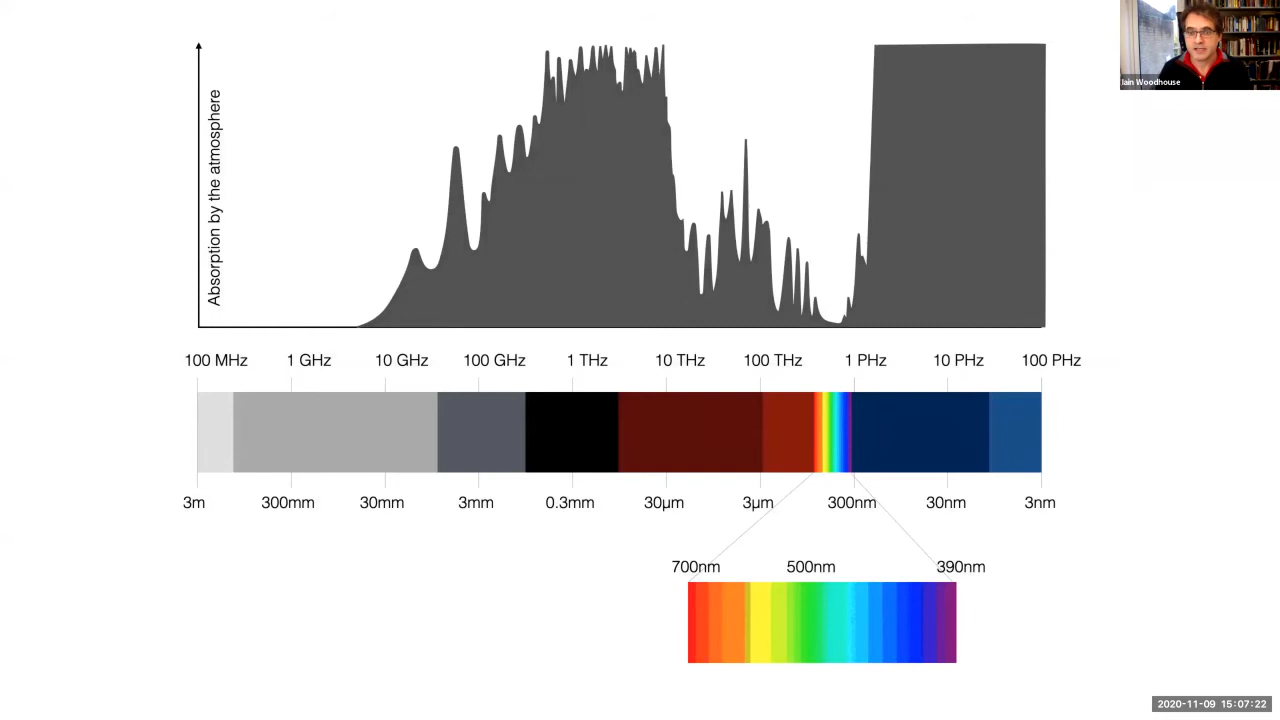 Iain Woodhouse
Absorption by the atmosphere
100 MHz 1 GHz 10 GHz 100 GHz 1 THz 10 THz 100 THz 1 PHz 10 PHz 100 PHz
3m 300mm 30mm 3mm 0.3mm 30µm 3µm 300nm 30nm 3nm
700nm 500nm 390nm
2020-11-09 15:07:22